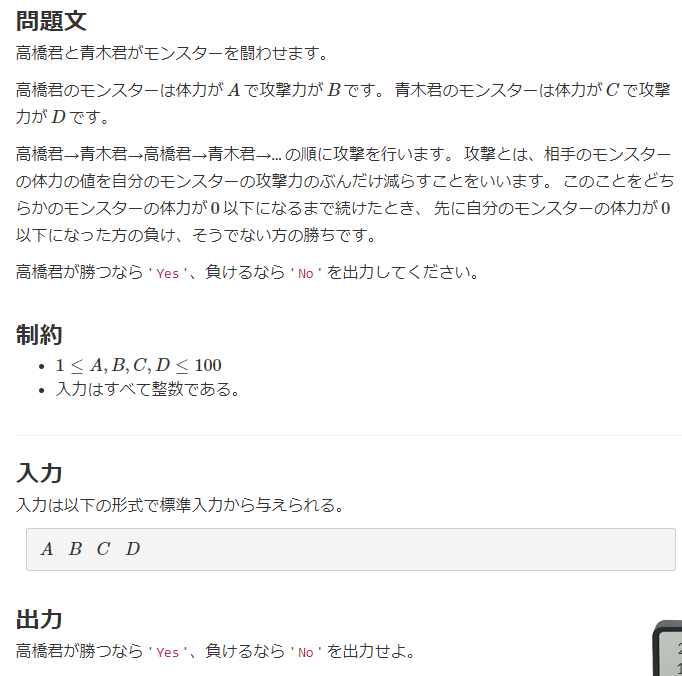 問題文
高橋君と青木君がモンスターを闘わせます。
高橋君のモンスターは体力が A で攻撃力が B です。 青木君のモンスターは体力が C で攻撃
力が D です。
高橋君→青木君→高橋君→青木君→... の順に攻撃を行います。 攻撃とは、相手のモンスター
の体力の値を自分のモンスターの攻撃力のぶんだけ減らすことをいいます。 このことをどち
らかのモンスターの体力が 0 以下になるまで続けたとき、 先に自分のモンスターの体力が 0
以下になった方の負け、そうでない方の勝ちです。
高橋君が勝つなら 'Yes'、負けるなら 'No' を出力してください。
制約
• 1 ≤ A, B, C, D ≤ 100
• 入力はすべて整数である。
入力
入力は以下の形式で標準入力から与えられる。
A B C D
出力
高橋君が勝つなら 'Yes'、負けるなら 'No' を出力せよ。